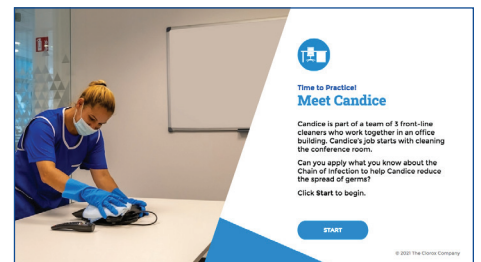 Time to Practice!
Meet Candice
Candice is part of a team of 3 front-line
cleaners who work together in an office
building. Candice's job starts with cleaning
the conference room.
Can you apply what you know about the
Chain of Infection to help Candice reduce
the spread of germs?
Click Start to begin.
START
© 2021 The Clorox Company